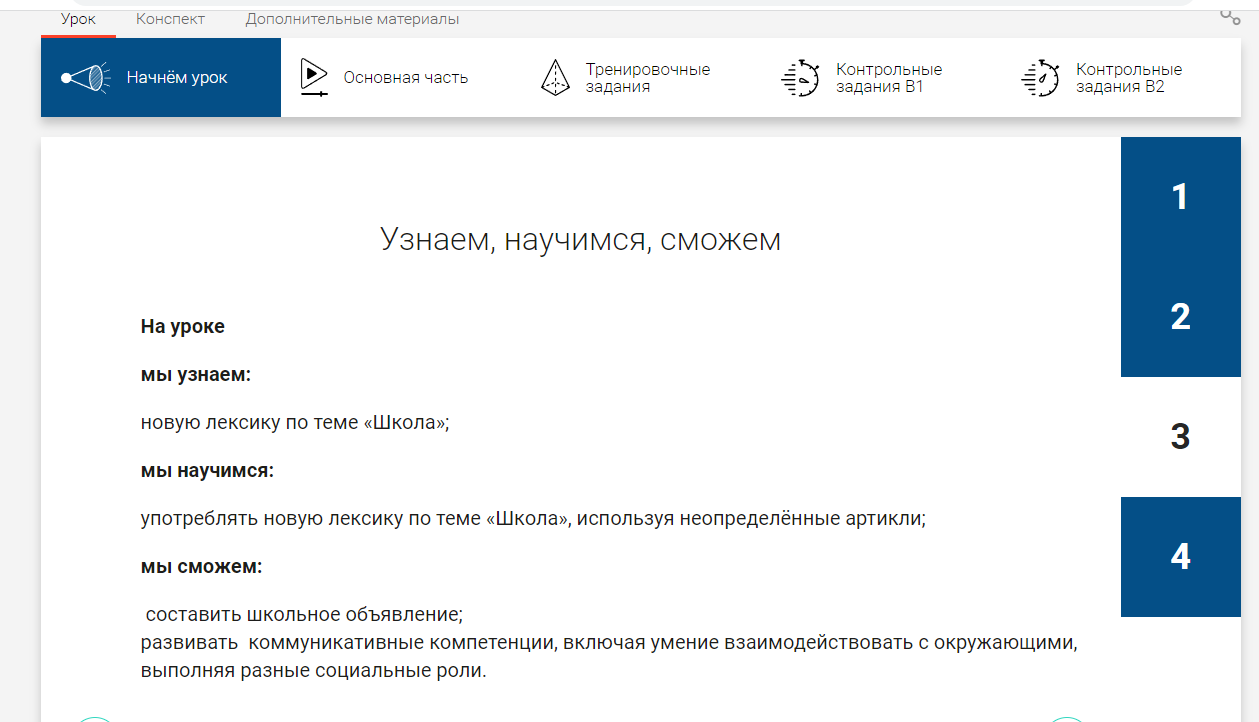 Урок
Конспект
Дополнительные материалы
Начнём урок
Основная часть
Тренировочные
задания
Контрольные
задания В1
Контрольные
задания В2
1
2
3
4
Узнаем, научимся, сможем
На уроке
мы узнаем:
новую лексику по теме «Школа»;
мы научимся:
употреблять новую лексику по теме «Школа», используя неопределённые артикли;
мы сможем:
составить школьное объявление;
развивать коммуникативные компетенции, включая умение взаимодействовать с окружающими,
выполняя разные социальные роли.